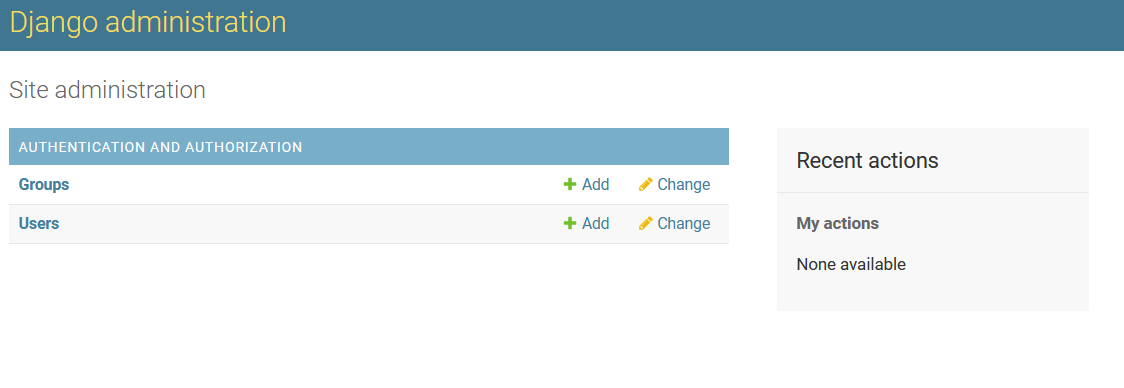 Django administration
Site administration
AUTHENTICATION AND AUTHORIZATION
Groups Add Change
Users Add Change
Recent actions
My actions
None available